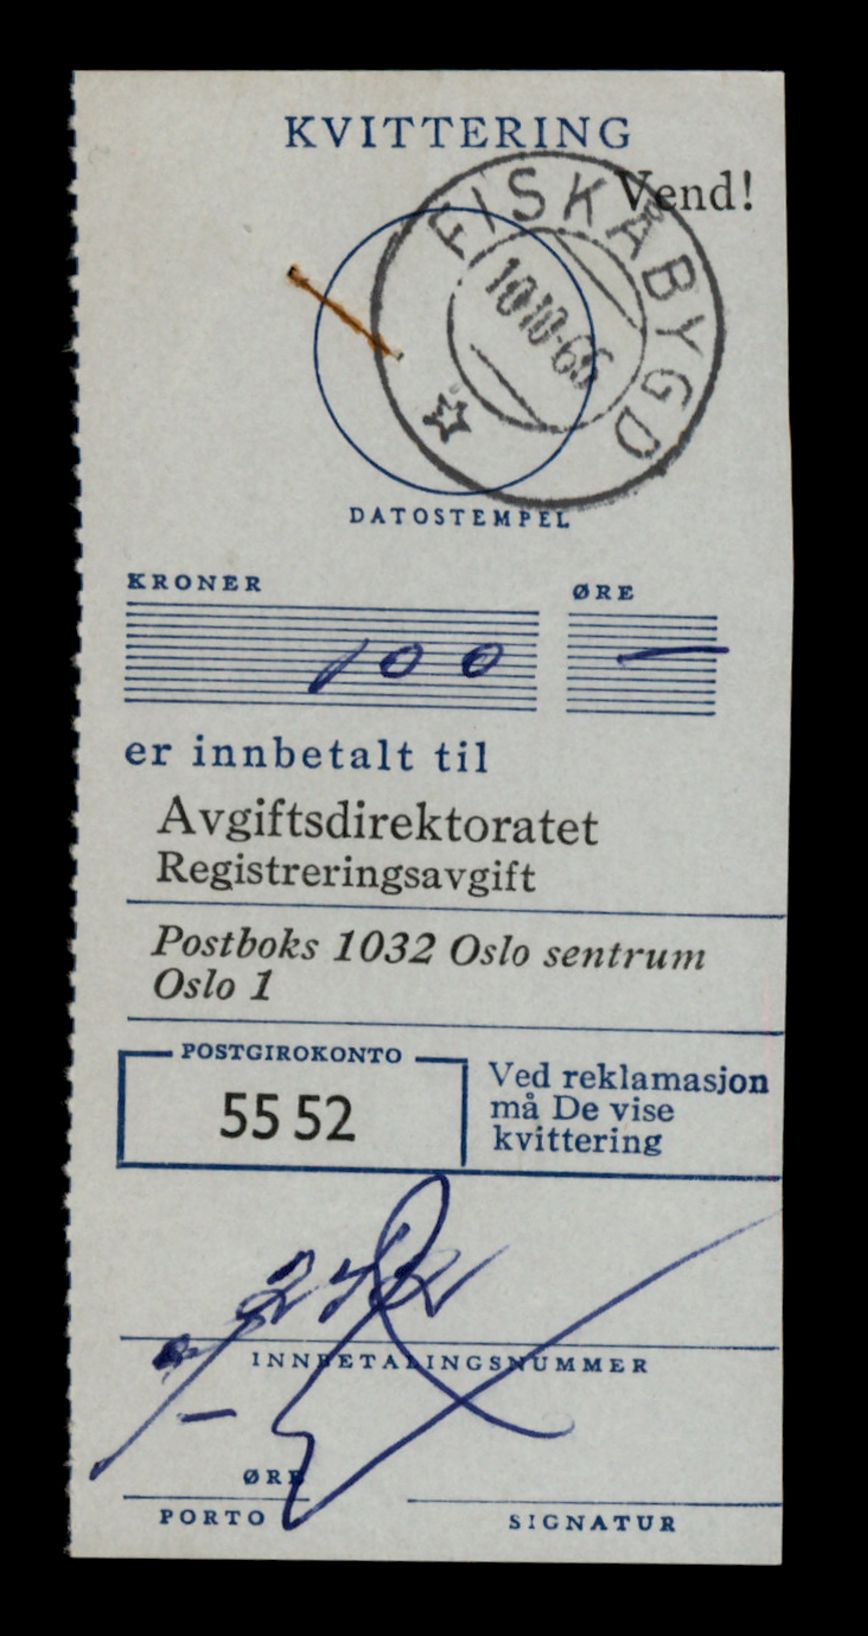 KVITTERING
Vend!
FISKÅBYGD
10-10-66
DATOSTEMPEL
KRONER ØRE
100 —
er innbetalt til
Avgiftsdirektoratet
Registreringsavgift
Postboks 1032 Oslo sentrum
Oslo 1
POSTGIROKONTO
55 52
Ved reklamasjon
må De vise
kvittering
INNBETALINGSNUMMER
—
ØRE
PORTO
SIGNATUR